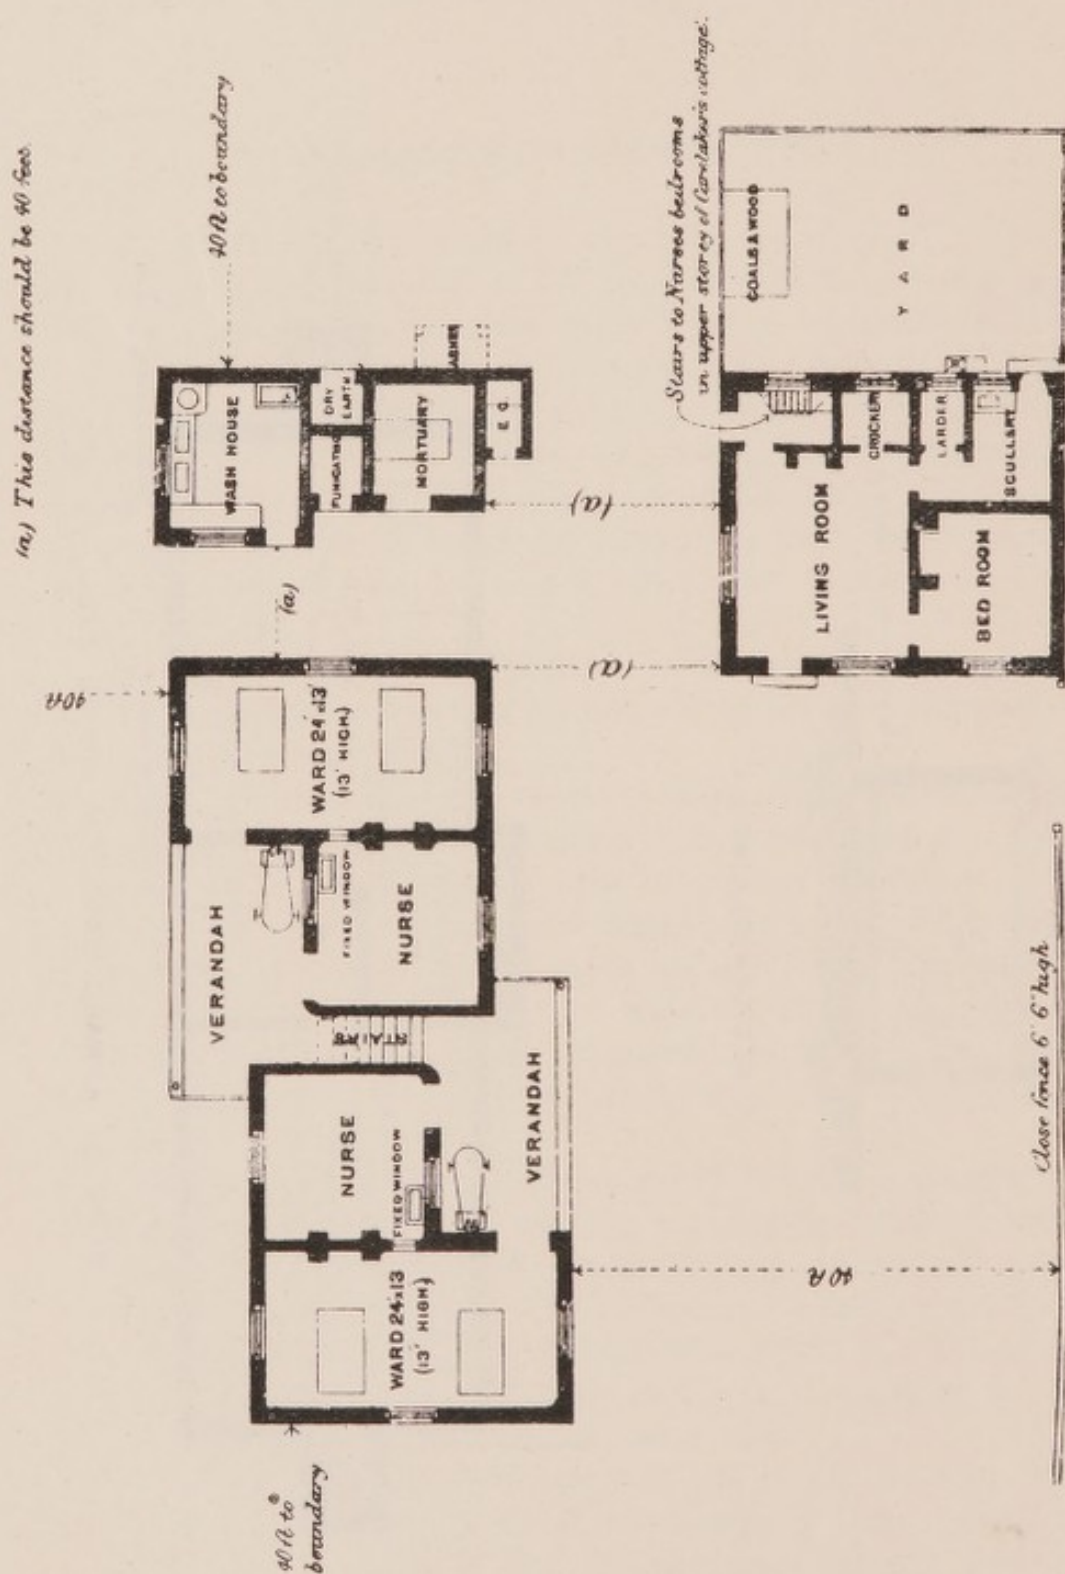 (a) This distance should be 40 feet.
40 ft to boundary
WASH HOUSE
DRY
EARTH
FUMIGATING
MORTUARY
ASHES
E. C.
(a)
(a)
(a)
40 ft
WARD 24'x13'
(13' HIGH)
VERANDAH
FIXED WINDOW
NURSE
STAIRS
NURSE
FIXED WINDOW
VERANDAH
WARD 24'x13'
(13' HIGH)
40 ft to
boundary
40 ft
Close fence 6' 6" high
Stairs to Nurses bedrooms
in upper storey of Caretaker's cottage.
COALS & WOOD
YARD
CROCKERY
LARDER
SCULLERY
LIVING ROOM
BED ROOM